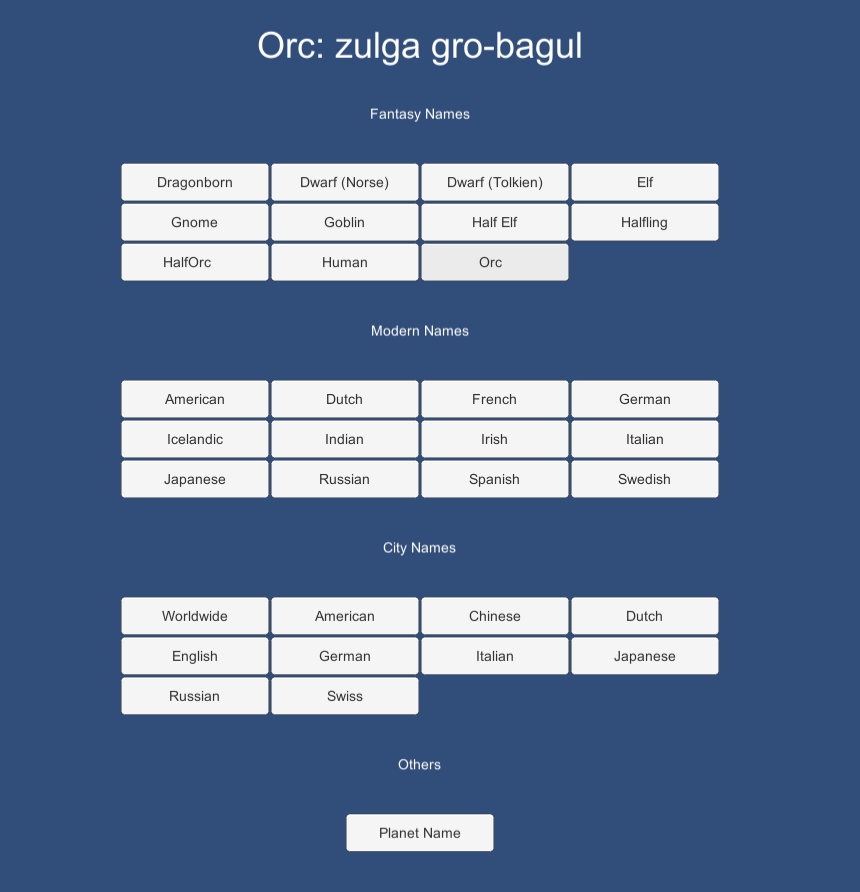 Orc: zulga gro-bagul
Fantasy Names
Dragonborn Dwarf (Norse) Dwarf (Tolkien) Elf
Gnome Goblin Half Elf Halfling
HalfOrc Human Orc
Modern Names
American Dutch French German
Icelandic Indian Irish Italian
Japanese Russian Spanish Swedish
City Names
Worldwide American Chinese Dutch
English German Italian Japanese
Russian Swiss
Others
Planet Name